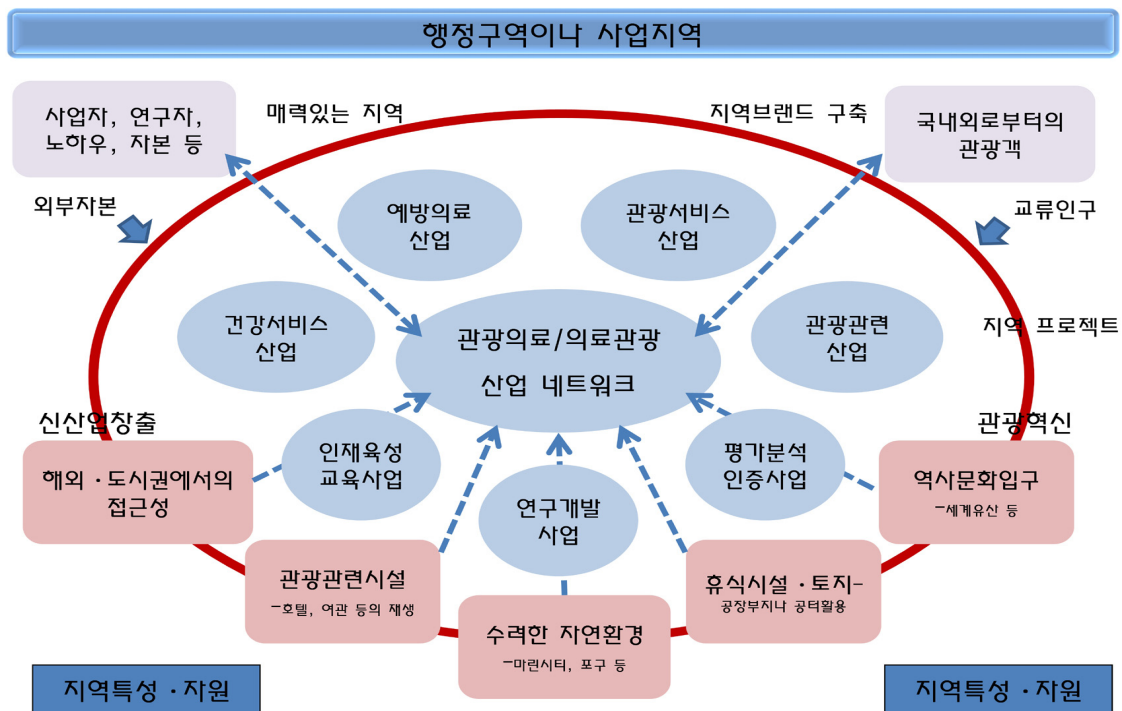 행정구역이나 사업지역
사업자, 연구자,
노하우, 자본 등
매력있는 지역
지역브랜드 구축
국내외로부터의
관광객
외부자본
교류인구
예방의료
산업
관광서비스
산업
건강서비스
산업
관광의료/의료관광
산업 네트워크
관광관련
산업
지역 프로젝트
신산업창출
관광혁신
해외·도시권에서의
접근성
인재육성
교육사업
연구개발
사업
평가분석
인증사업
역사문화입구
-세계유산 등
관광관련시설
-호텔, 여관 등의 재생
수려한 자연환경
-마린시티, 포구 등
휴식시설·토지-
공장부지나 공터활용
지역특성·자원
지역특성·자원